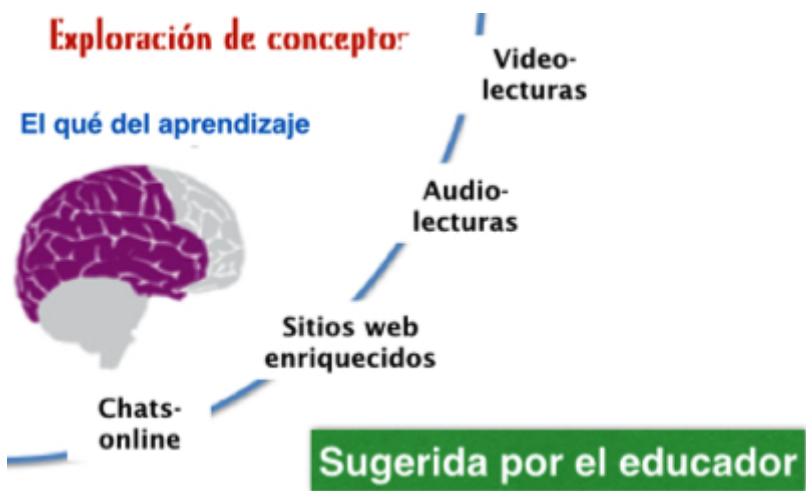 Exploración de conceptos
Video-
lecturas
El qué del aprendizaje
Audio-
lecturas
Sitios web
enriquecidos
Chats-
online
Sugerida por el educador